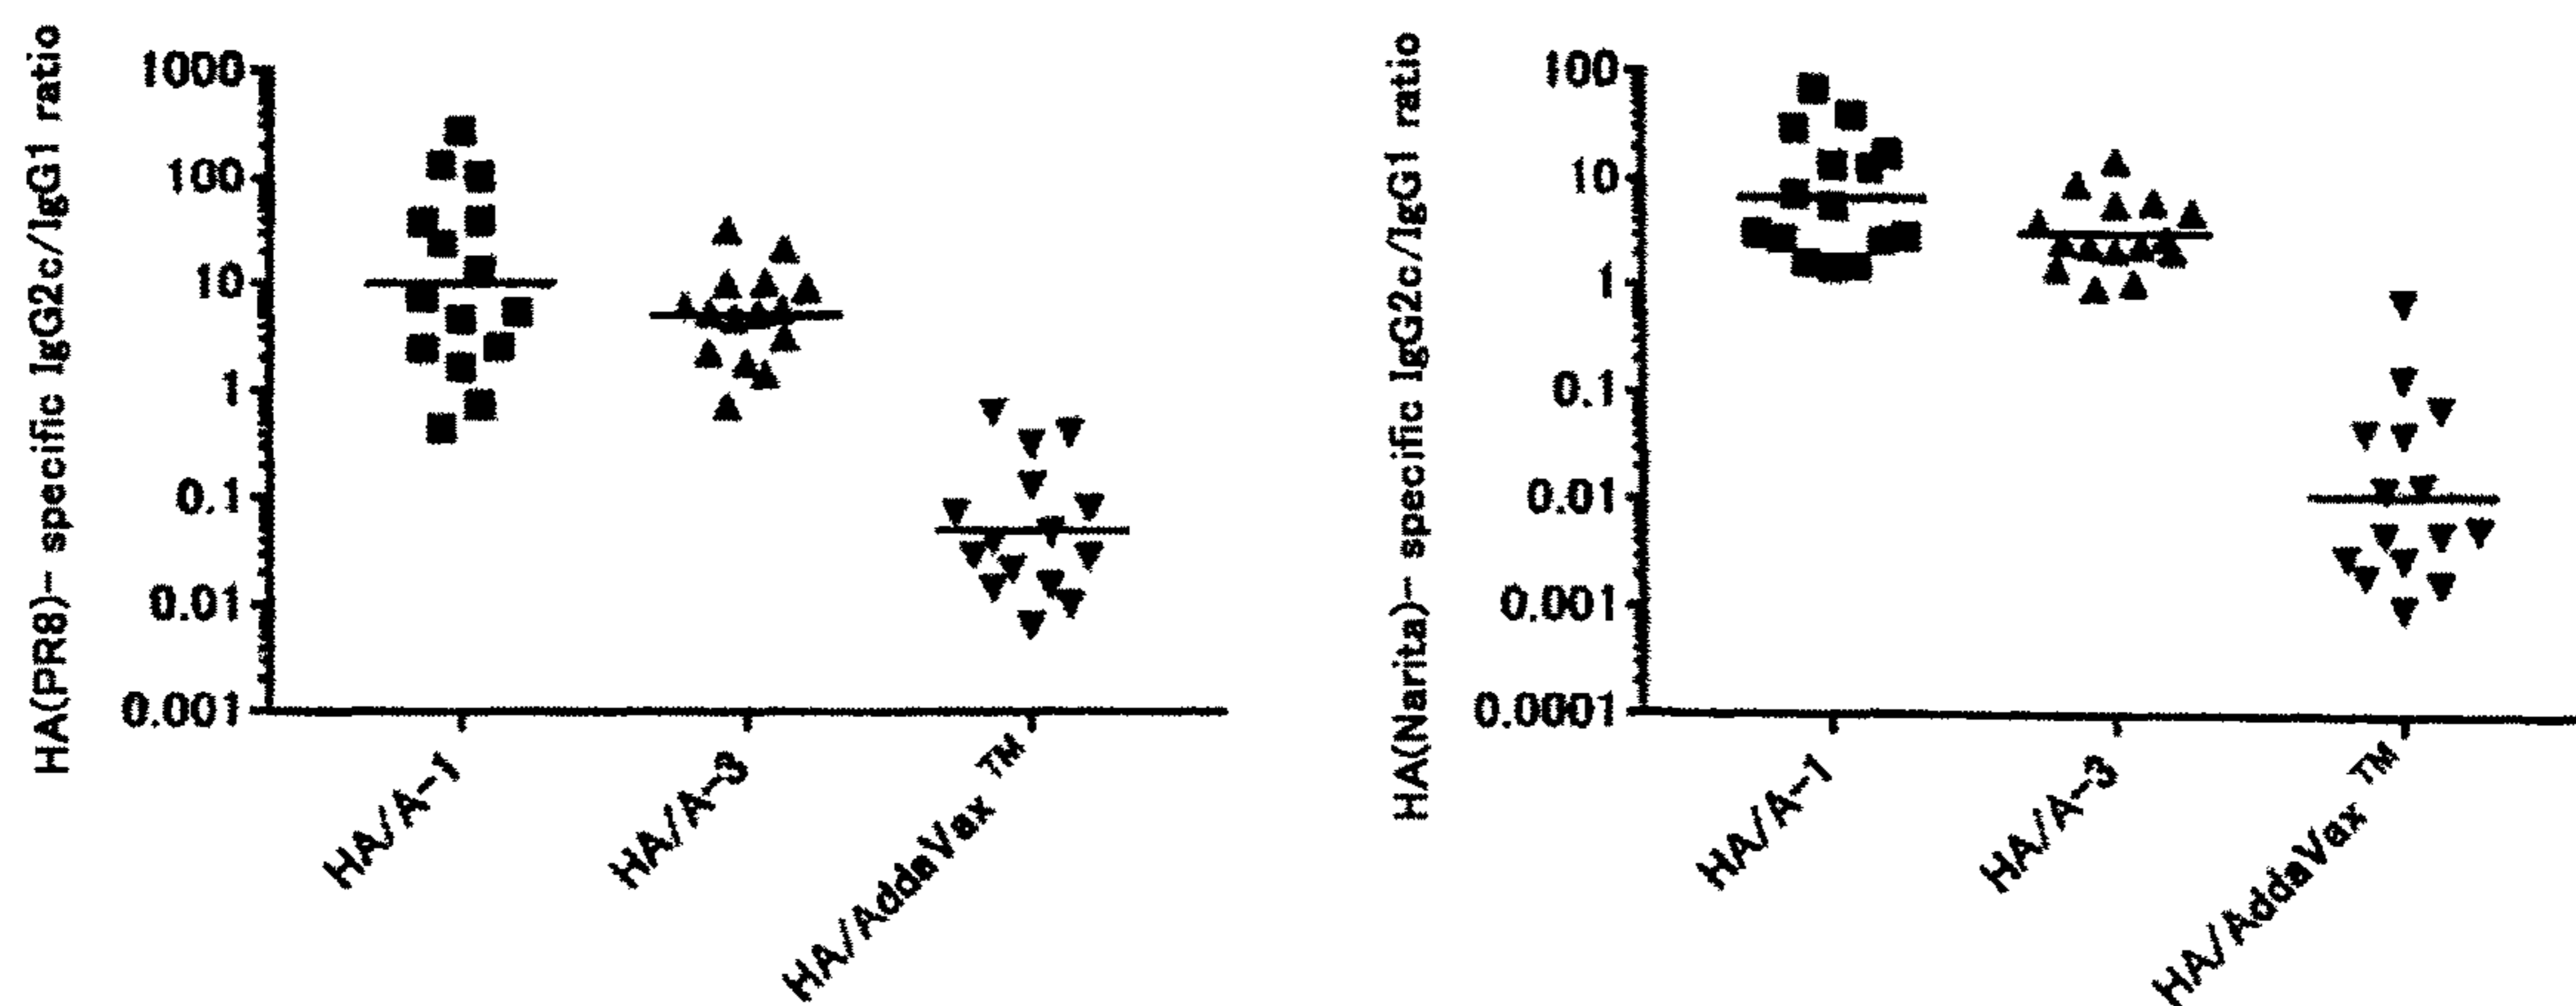 HA(PR8)- specific IgG2c/IgG1 ratio
1000
100
10
1
0.1
0.01
0.001
HA/A-1
HA/A-3
HA/AddaVax TM
HA(Narita)- specific IgG2c/IgG1 ratio
100
10
1
0.1
0.01
0.001
0.0001
HA/A-1
HA/A-3
HA/AddaVax TM